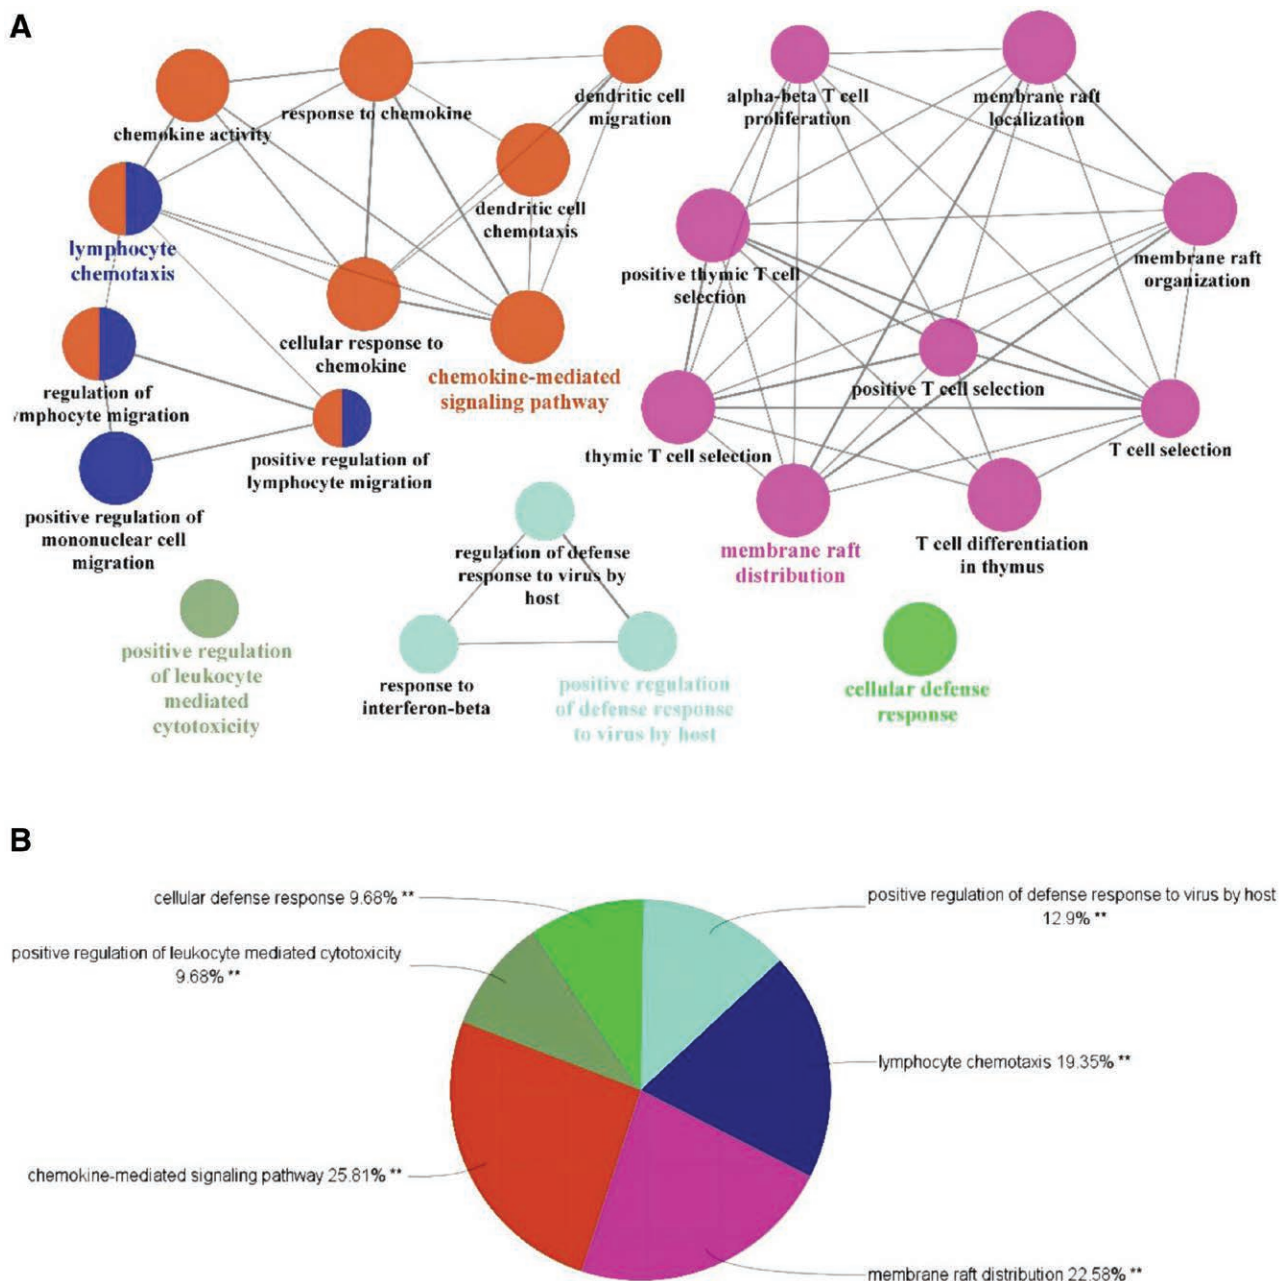 A
chemokine activity
response to chemokine
dendritic cell
migration
dendritic cell
chemotaxis
lymphocyte
chemotaxis
cellular response to
chemokine
chemokine-mediated
signaling pathway
regulation of
ymphocyte migration
positive regulation of
lymphocyte migration
positive regulation of
mononuclear cell
migration
alpha-beta T cell
proliferation
membrane raft
localization
positive thymic T cell
selection
membrane raft
organization
positive T cell selection
thymic T cell selection
T cell selection
membrane raft
distribution
T cell differentiation
in thymus
regulation of defense
response to virus by
host
response to
interferon-beta
positive regulation
of defense response
to virus by host
positive regulation
of leukocyte
mediated
cytotoxicity
cellular defense
response
B
cellular defense response 9.68% **
positive regulation of leukocyte mediated cytotoxicity
9.68% **
chemokine-mediated signaling pathway 25.81% **
positive regulation of defense response to virus by host
12.9% **
lymphocyte chemotaxis 19.35% **
membrane raft distribution 22.58% **